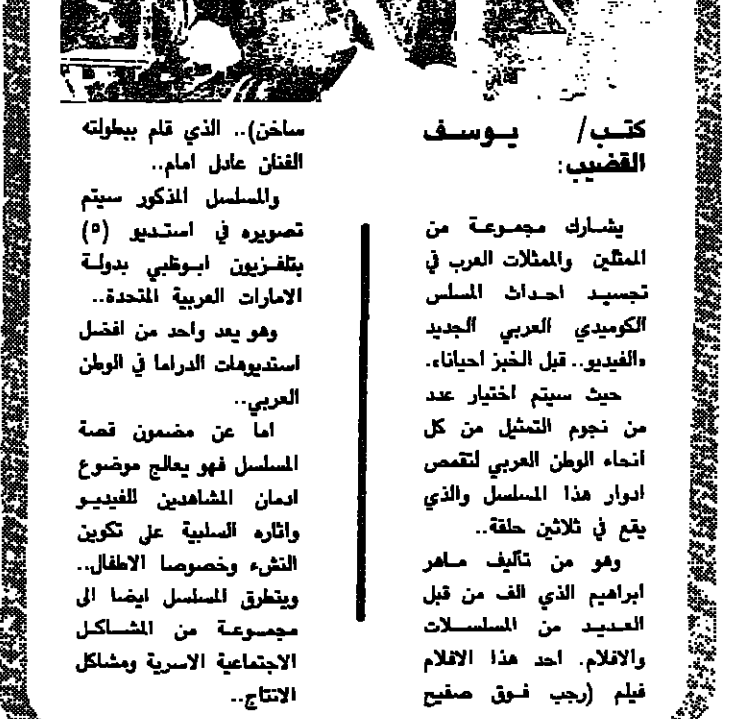 كتب/ يوسف
القضيب:
يشارك مجموعة من
الممثلين والممثلات العرب في
تجسيد احداث المسلس
الكوميدي العربي الجديد
«الفيديو.. قبل الخبز احيانا».
حيث سيتم اختيار عدد
من نجوم التمثيل من كل
أنحاء الوطن العربي لتقمص
ادوار هذا المسلسل والذي
يقع في ثلاثين حلقة..
وهو من تأليف ماهر
ابراهيم الذي الف من قبل
العديد من المسلسلات
والافلام. احد هذا الافلام
فيلم (رجب فوق صفيح
ساخن).. الذي قام ببطولته
الفنان عادل امام..
والمسلسل المذكور سيتم
تصويره في استديو (٥)
بتلفزيون ابوظبي بدولة
الامارات العربية المتحدة..
وهو يعد واحد من افضل
استديوهات الدراما في الوطن
العربي..
اما عن مضمون قصة
المسلسل فهو يعالج موضوع
ادمان المشاهدين للفيديو
واثاره السلبية على تكوين
النشء وخصوصا الاطفال..
ويتطرق المسلسل ايضا الى
مجموعة من المشاكل
الاجتماعية الاسرية ومشاكل
الانتاج..